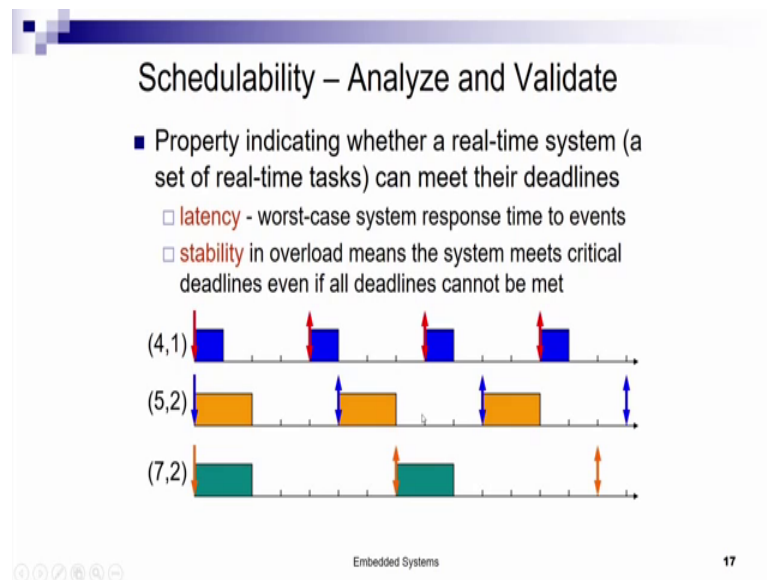 Schedulability – Analyze and Validate
Property indicating whether a real-time system (a
set of real-time tasks) can meet their deadlines
latency - worst-case system response time to events
stability in overload means the system meets critical
deadlines even if all deadlines cannot be met
(4,1)
(5,2)
(7,2)
Embedded Systems
17